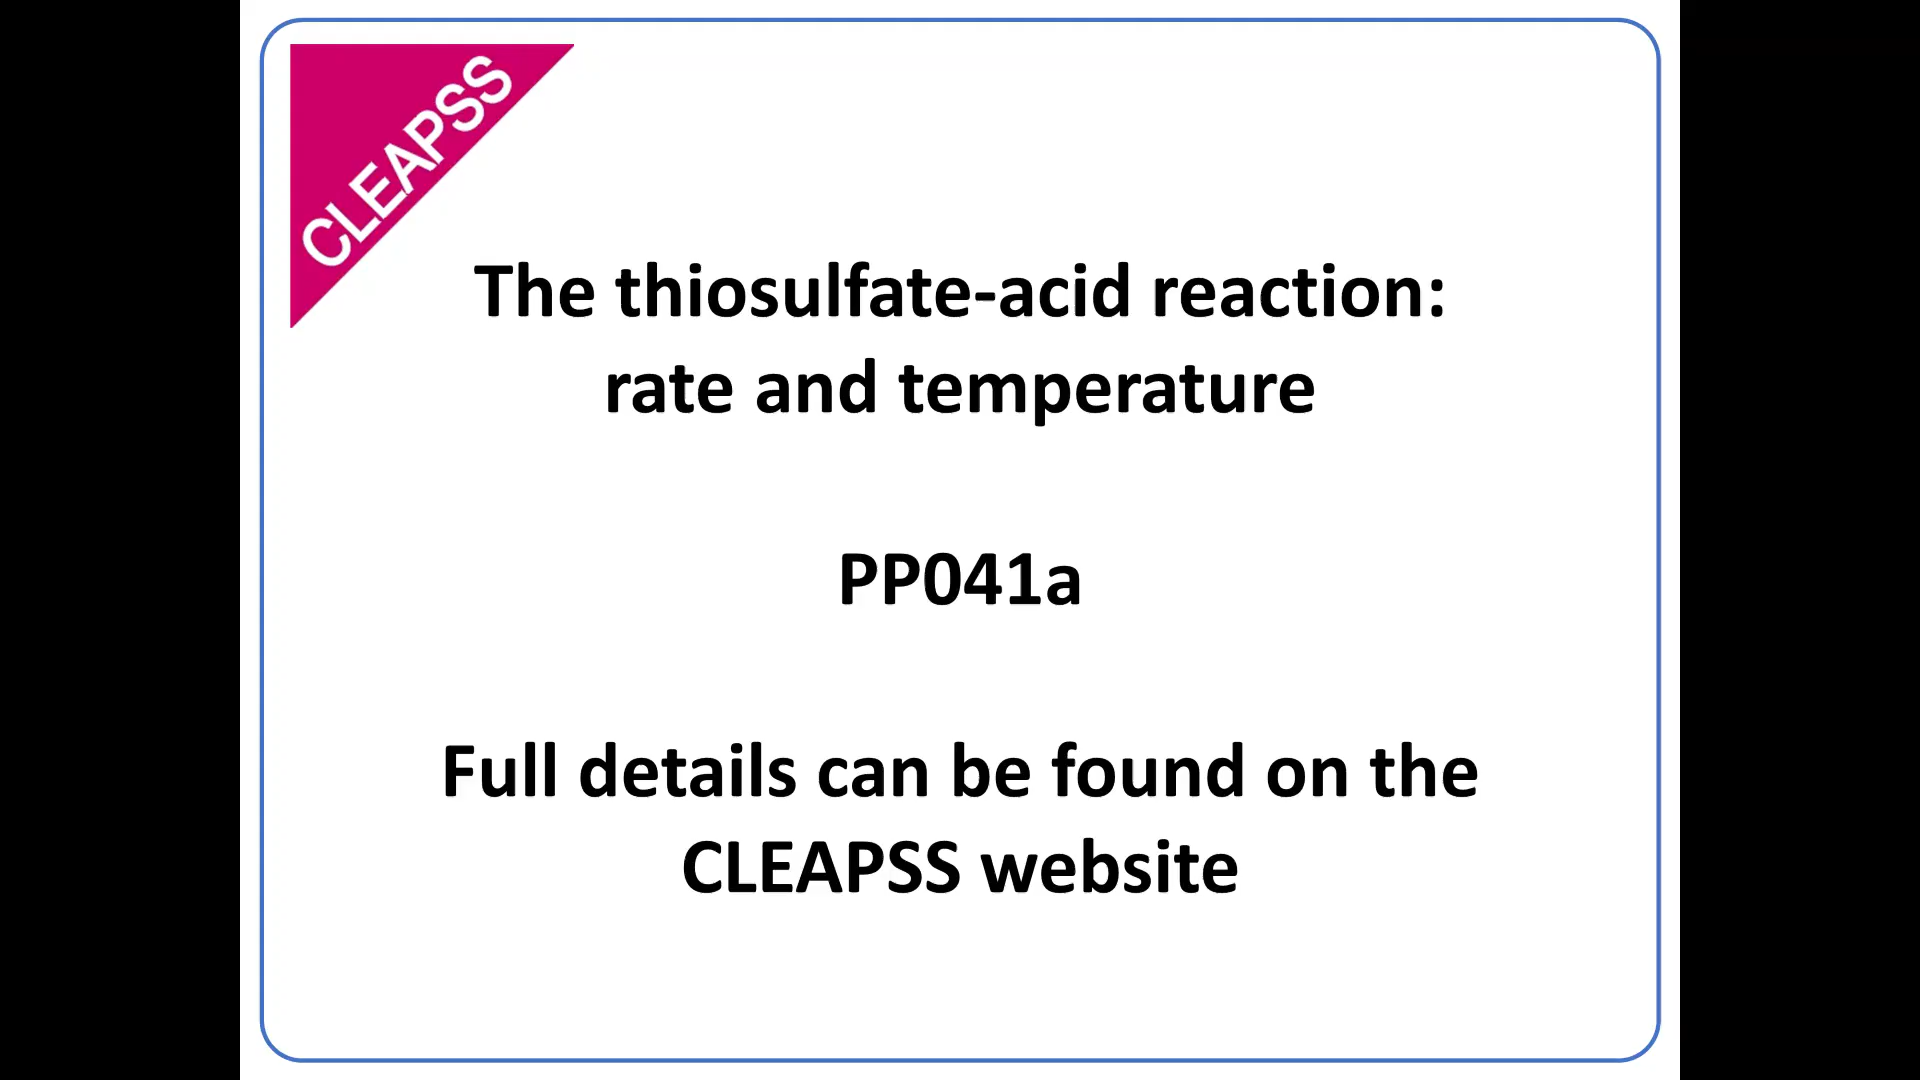 CLEAPSS
The thiosulfate-acid reaction:
rate and temperature
PP041a
Full details can be found on the
CLEAPSS website